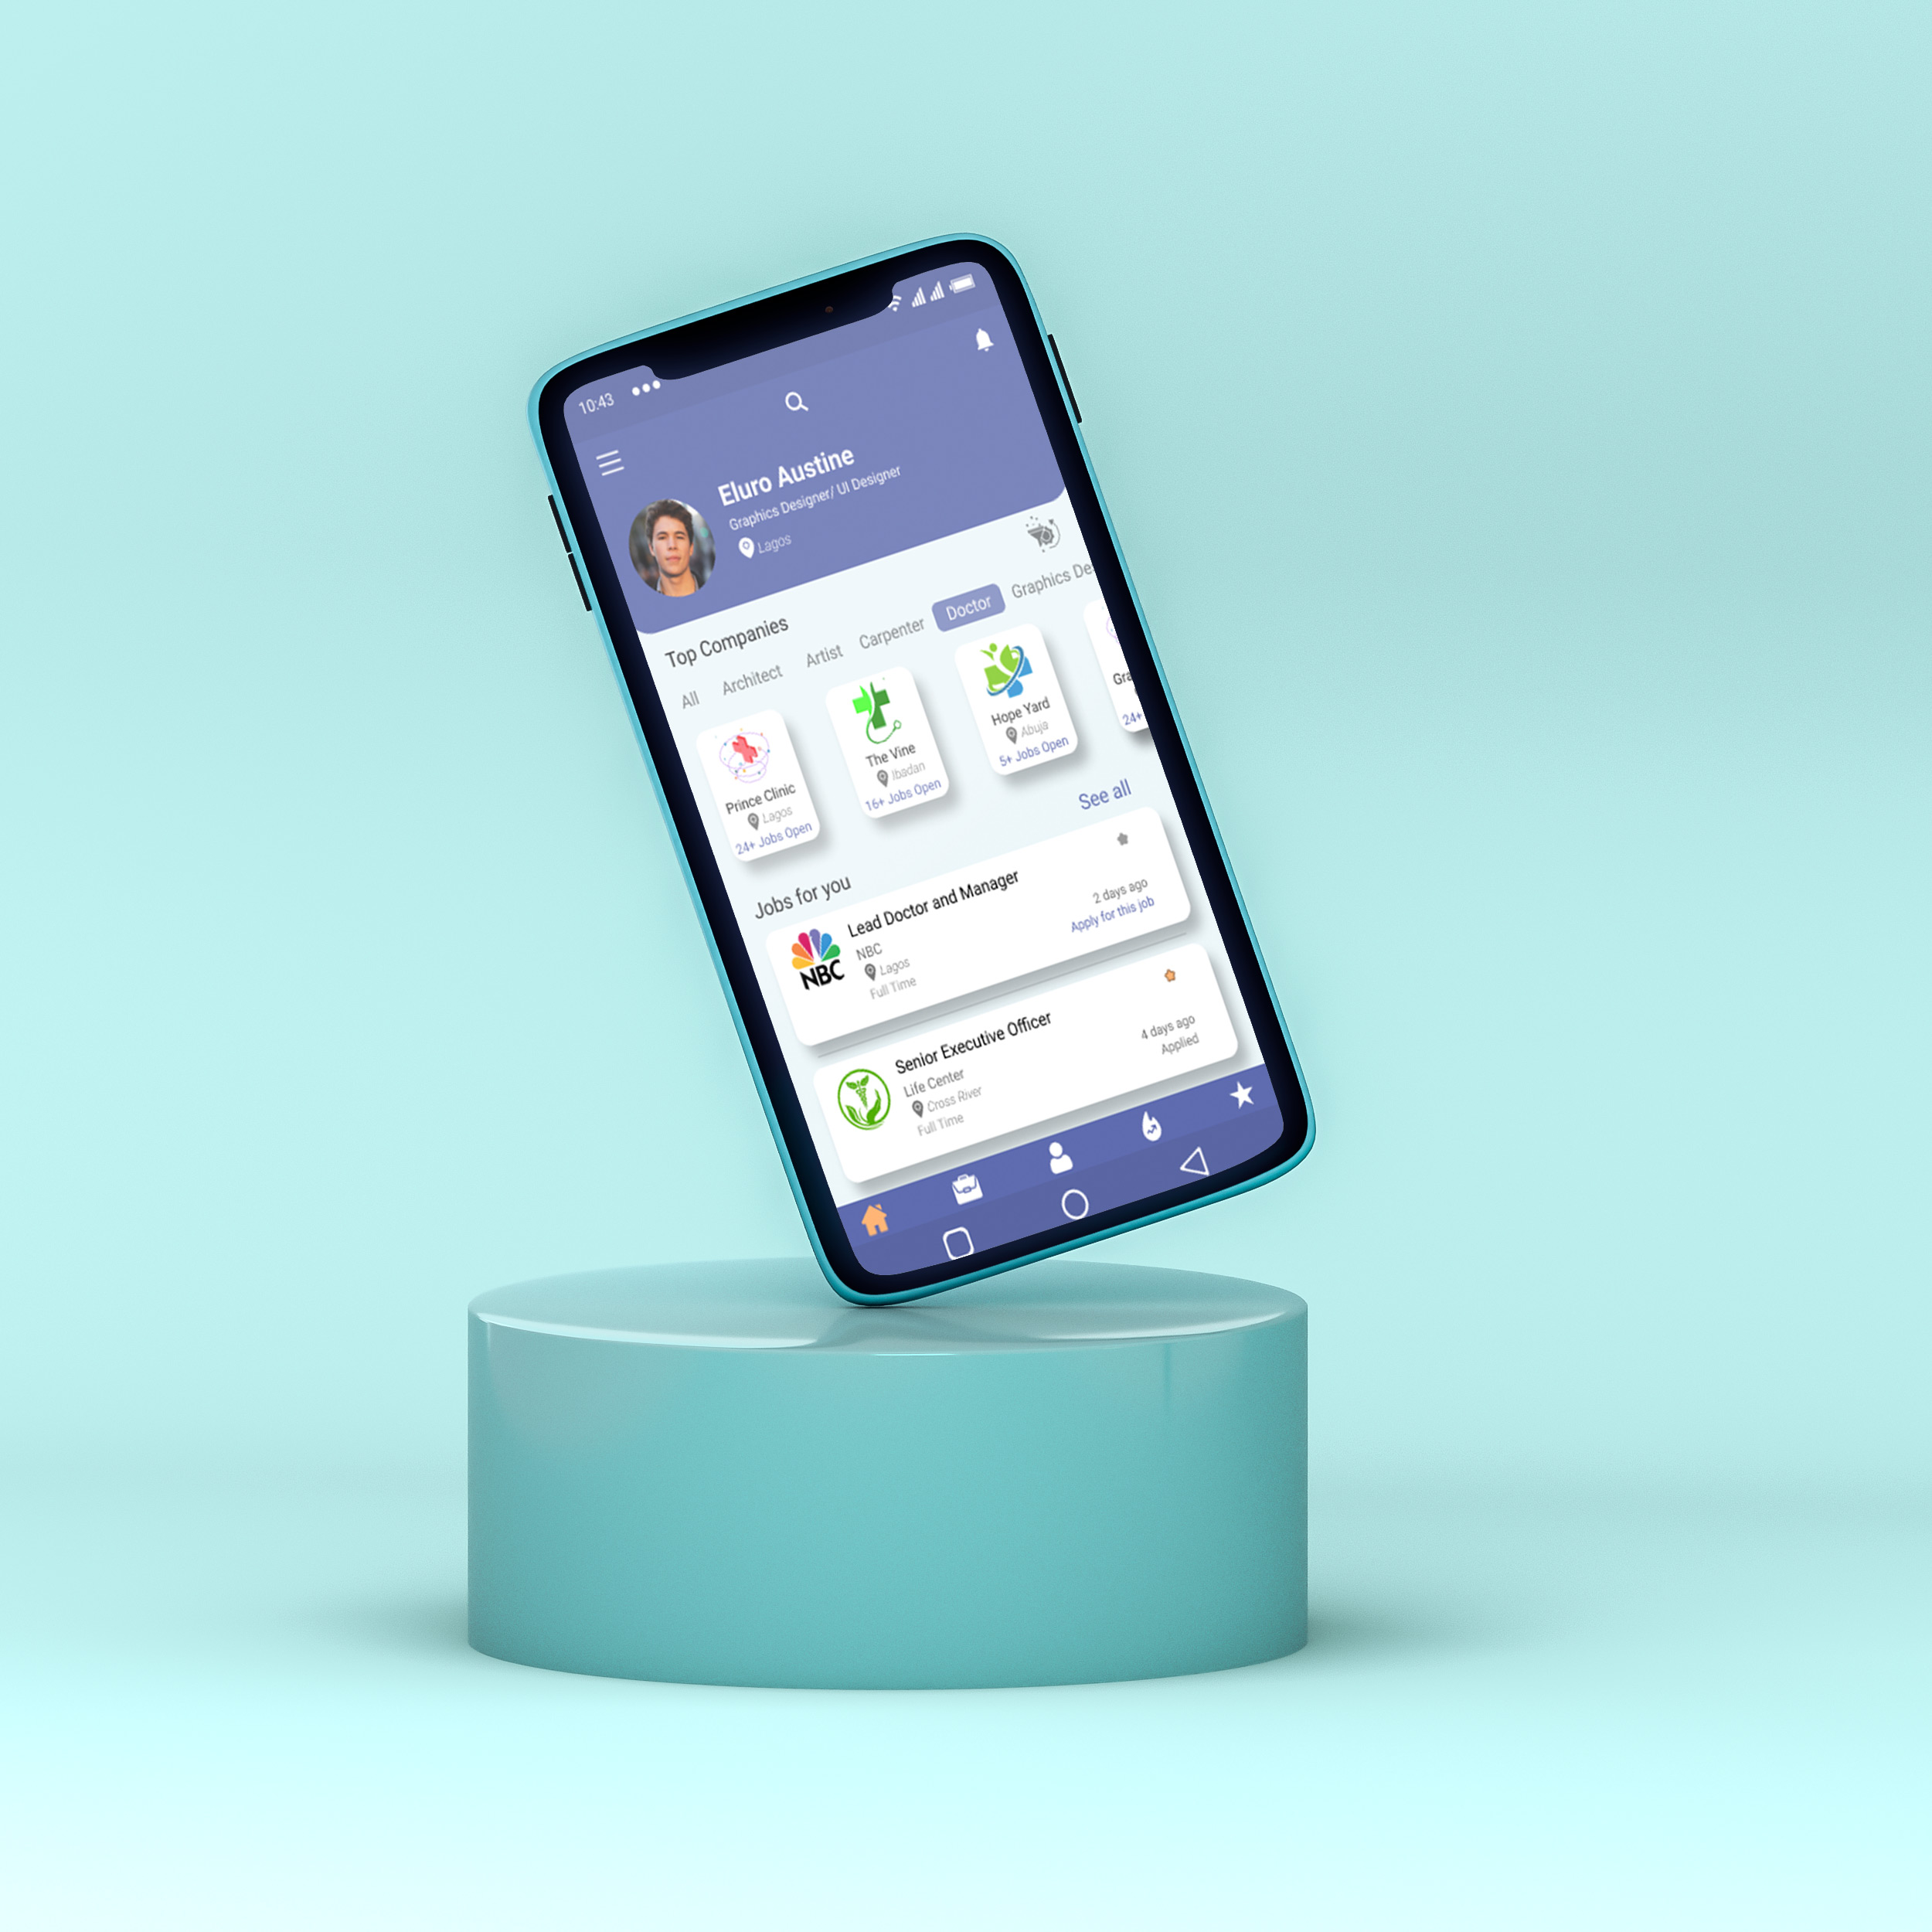 10:43
Eluro Austine
Graphics Designer/ UI Designer
Lagos
Top Companies
All Architect Artist Carpenter Doctor Graphics De
Prince Clinic
Lagos
24+ Jobs Open
The Vine
Ibadan
16+ Jobs Open
Hope Yard
Abuja
5+ Jobs Open
Gra
24+
Jobs for you
See all
NBC
Lead Doctor and Manager
NBC
Lagos
Full Time
2 days ago
Apply for this job
Senior Executive Officer
Life Center
Cross River
Full Time
4 days ago
Applied